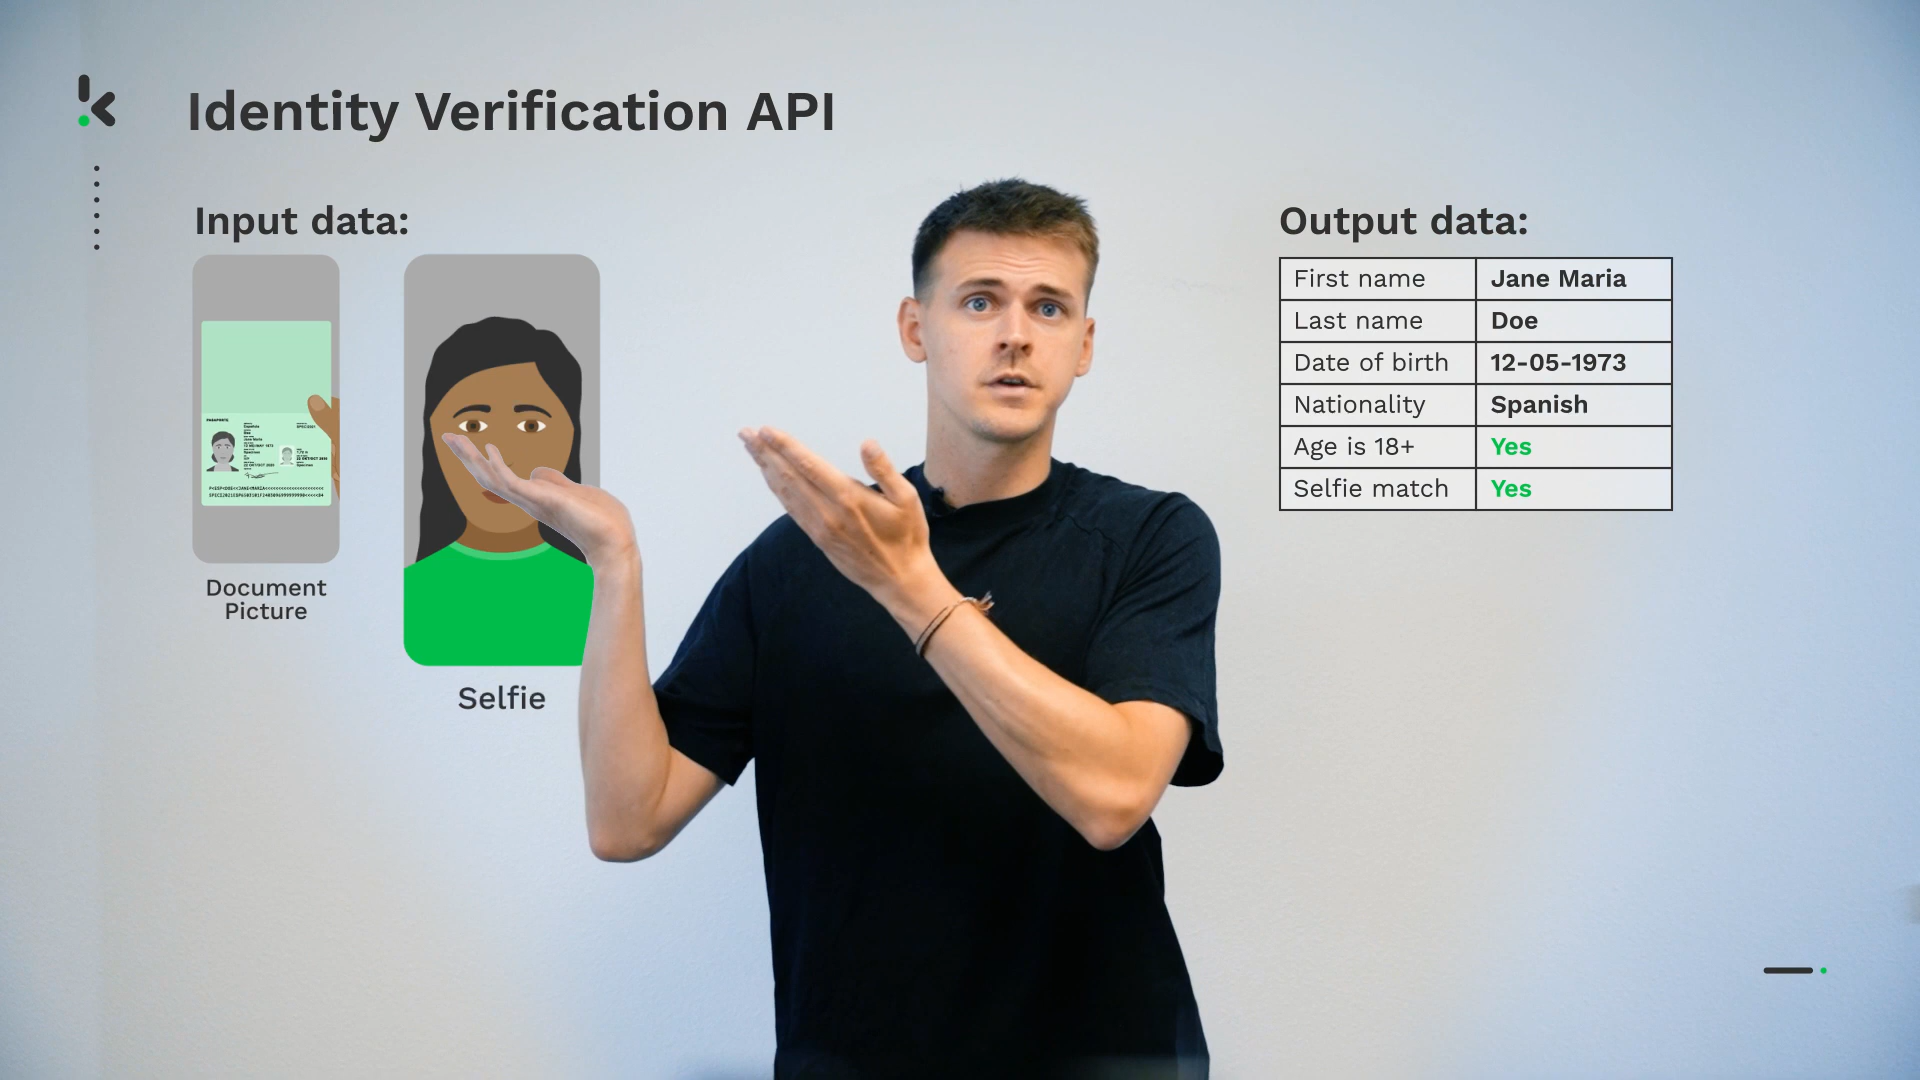 Identity Verification API
Input data:
PASAPORTE
Document
Picture
Selfie
Output data:
First name Jane Maria
Last name Doe
Date of birth 12-05-1973
Nationality Spanish
Age is 18+ Yes
Selfie match Yes